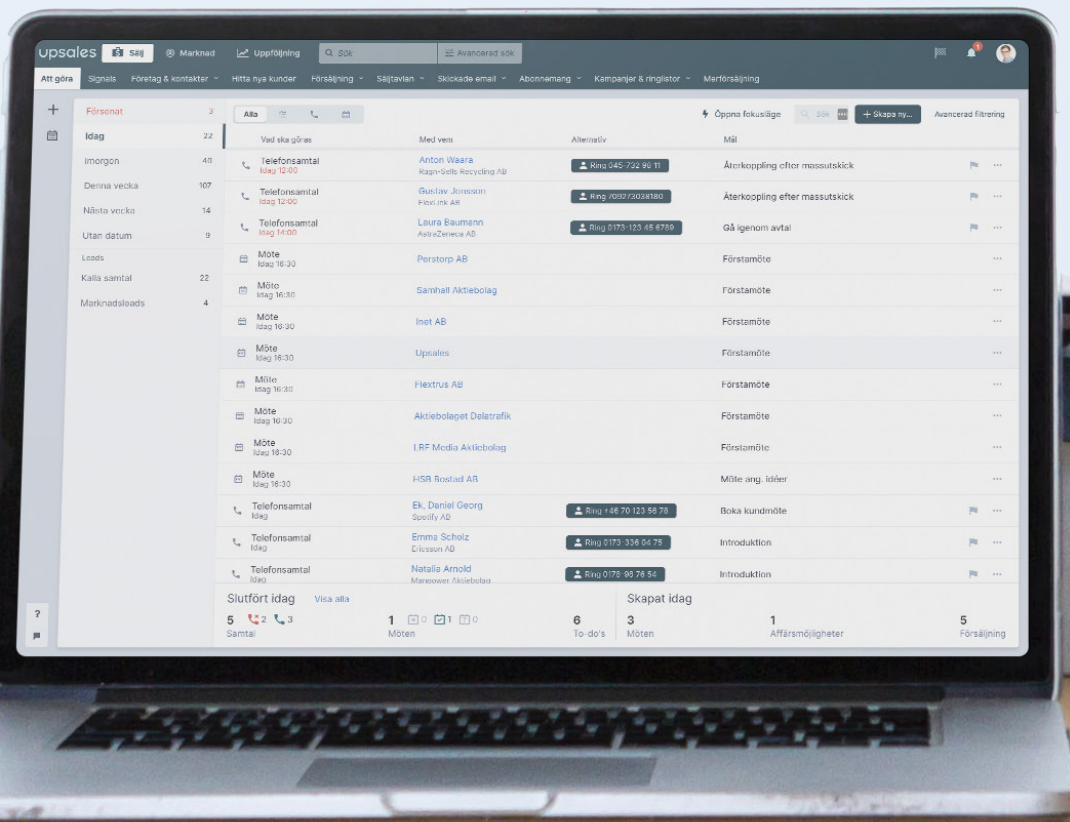 upsales Sälj Marknad Uppföljning Sök Avancerad sök 1
Att göra Signals Företag & kontakter Hitta nya kunder Försäljning Säljtavlan Skickade email Abonnemang Kampanjer & ringlistor Merförsäljning
Försenat 3
Idag 22
Imorgon 40
Denna vecka 107
Nästa vecka 14
Utan datum 9
Leads
Kalla samtal 22
Marknadsleads 4
Alla Öppna fokusläge Sök + Skapa ny... Avancerad filtrering
Vad ska göras Med vem Alternativ Mål
Telefonsamtal Anton Waara Ring 045-732 98 11 Återkoppling efter massutskick
Idag 12:00 Ragn-Sells Recycling AB
Telefonsamtal Gustav Jonsson Ring 709273038180 Återkoppling efter massutskick
Idag 12:00 FlexLink AB
Telefonsamtal Laura Baumann Ring 0173-123 45 6789 Gå igenom avtal
Idag 14:00 AstraZeneca AB
Möte Perstorp AB Förstamöte
Idag 16:30
Möte Samhall Aktiebolag Förstamöte
Idag 16:30
Möte Inet AB Förstamöte
Idag 16:30
Möte Upsales Förstamöte
Idag 16:30
Möte Flextrus AB Förstamöte
Idag 16:30
Möte Aktiebolaget Delatrafik Förstamöte
Idag 16:30
Möte LRF Media Aktiebolag Förstamöte
Idag 16:30
Möte HSB Bostad AB Möte ang. idéer
Idag 16:30
Telefonsamtal Ek, Daniel Georg Ring +46 70 123 56 78 Boka kundmöte
Idag Spotify AB
Telefonsamtal Emma Scholz Ring 0173-336 04 75 Introduktion
Idag Ericsson AB
Telefonsamtal Natalia Arnold Ring 0178-98 76 54 Introduktion
Idag Manpower Aktiebolag
Slutfört idag Visa alla Skapat idag
5 2 3 1 0 1 0 6 3 1 5
Samtal Möten To-do's Möten Affärsmöjligheter Försäljning
?